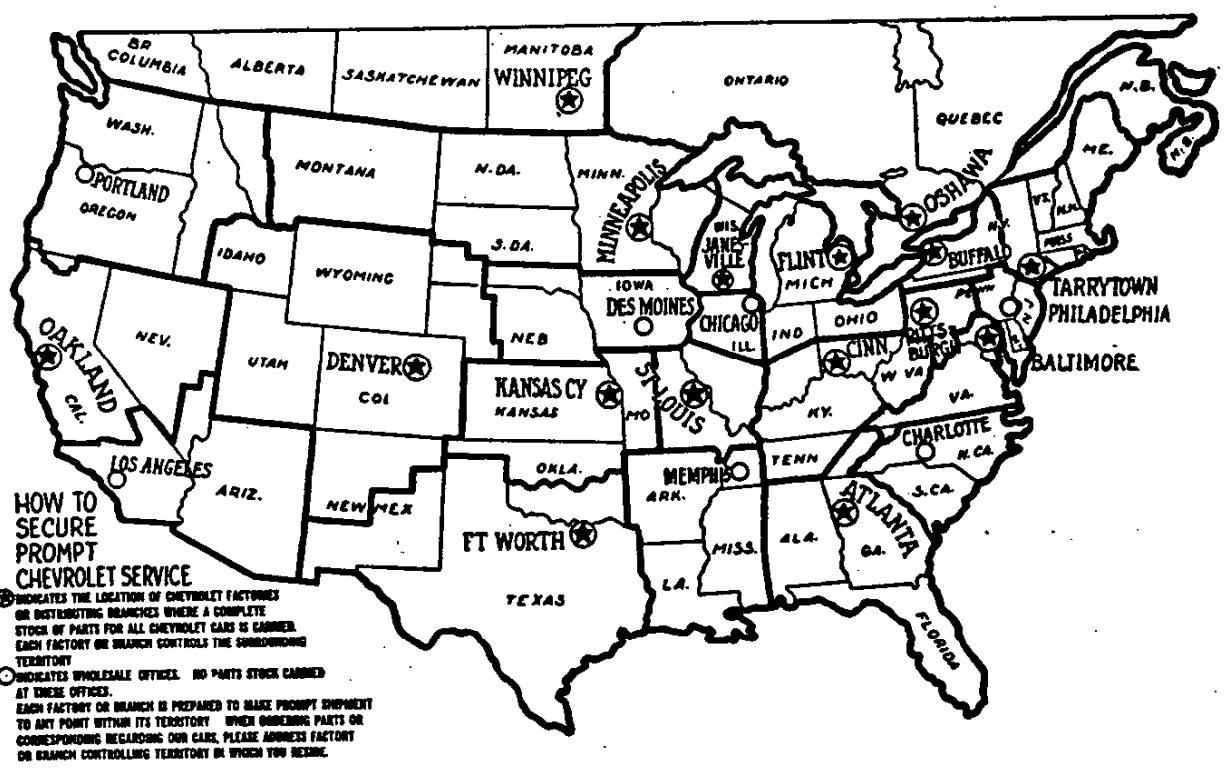 BR
COLUMBIA
ALBERTA
SASKATCHEWAN
MANITOBA
WINNIPEG
ONTARIO
QUEBEC
N.B.
N.S.
ME.
WASH.
PORTLAND
OREGON
MONTANA
N.DA.
MINN.
MINNEAPOLIS
OSHAWA
VT.
N.H.
N.Y.
MASS
IDAHO
WYOMING
S.DA.
WIS.
JANES-
VILLE
FLINT
MICH
BUFFALO
TARRYTOWN
PHILADELPHIA
IOWA
DES MOINES
CHICAGO
ILL.
IND
OHIO
PENN
N.J
PITTS
BURGH
BALTIMORE
OAKLAND
CAL.
NEV.
UTAH
DENVER
COL
NEB
KANSAS CY
KANSAS
MO
ST LOUIS
CINN
W VA
VA.
KY.
LOS ANGELES
ARIZ.
NEW MEX
OKLA.
ARK.
MEMPHIS
TENN
CHARLOTTE
N.CA.
S.CA.
ATLANTA
GA.
ALA.
MISS.
LA.
FT WORTH
TEXAS
FLORIDA
HOW TO
SECURE
PROMPT
CHEVROLET SERVICE
INDICATES THE LOCATION OF CHEVROLET FACTORIES
OR DISTRIBUTING BRANCHES WHERE A COMPLETE
STOCK OF PARTS FOR ALL CHEVROLET CARS IS CARRIED.
EACH FACTORY OR BRANCH CONTROLS THE SURROUNDING
TERRITORY
INDICATES WHOLESALE OFFICES. NO PARTS STOCK CARRIED
AT THESE OFFICES.
EACH FACTORY OR BRANCH IS PREPARED TO MAKE PROMPT SHIPMENT
TO ANY POINT WITHIN ITS TERRITORY WHEN ORDERING PARTS OR
CORRESPONDING REGARDING OUR CARS, PLEASE ADDRESS FACTORY
OR BRANCH CONTROLLING TERRITORY IN WHICH YOU RESIDE.